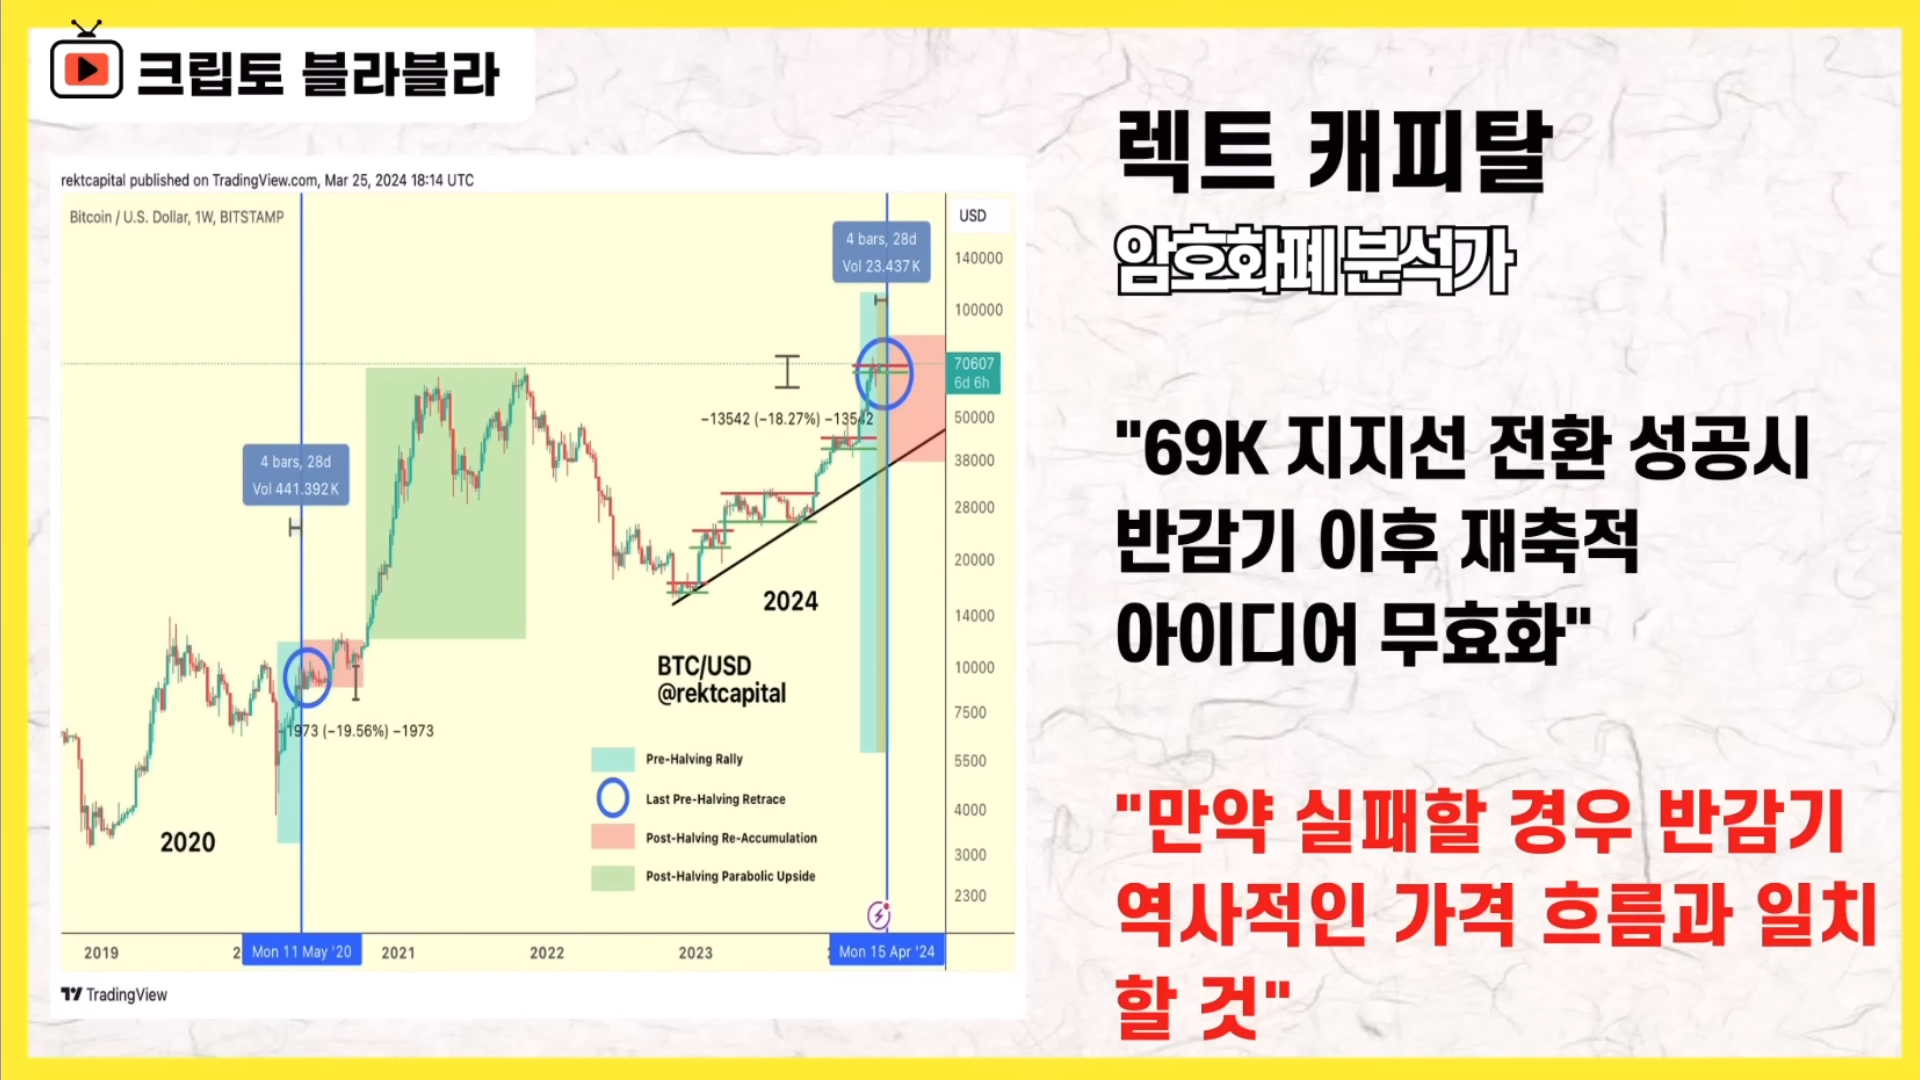 크립토 블라블라
렉트 캐피탈
암호화폐 분석가
"69K 지지선 전환 성공시
반감기 이후 재축적
아이디어 무효화"
"만약 실패할 경우 반감기
역사적인 가격 흐름과 일치
할 것"
rektcapital published on TradingView.com, Mar 25, 2024 18:14 UTC
Bitcoin / U.S. Dollar, 1W, BITSTAMP
USD
4 bars, 28d
Vol 23.437K
140000
100000
70607
6d 6h
50000
38000
28000
20000
14000
10000
7500
5500
4000
3000
2300
−13542 (−18.27%) −13542
4 bars, 28d
Vol 441.392K
2024
BTC/USD
@rektcapital
−1973 (−19.56%) −1973
Pre-Halving Rally
Last Pre-Halving Retrace
Post-Halving Re-Accumulation
Post-Halving Parabolic Upside
2020
2019
Mon 11 May '20
2021
2022
2023
Mon 15 Apr '24
TradingView